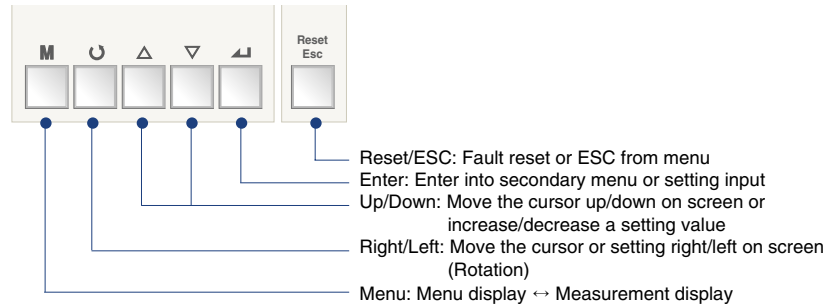 M
Reset
Esc
Reset/ESC: Fault reset or ESC from menu
Enter: Enter into secondary menu or setting input
Up/Down: Move the cursor up/down on screen or
increase/decrease a setting value
Right/Left: Move the cursor or setting right/left on screen
(Rotation)
Menu: Menu display ↔ Measurement display